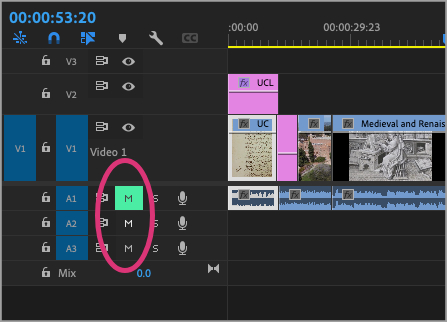 00:00:53:20
:00:00
00:00:29:23
CC
V3
V2
fx UCL
V1 V1
Video 1
fx UC
fx
fx Medieval and Renais
A1 M S
fx
fx
fx
A2 M S
A3 M S
Mix 0.0